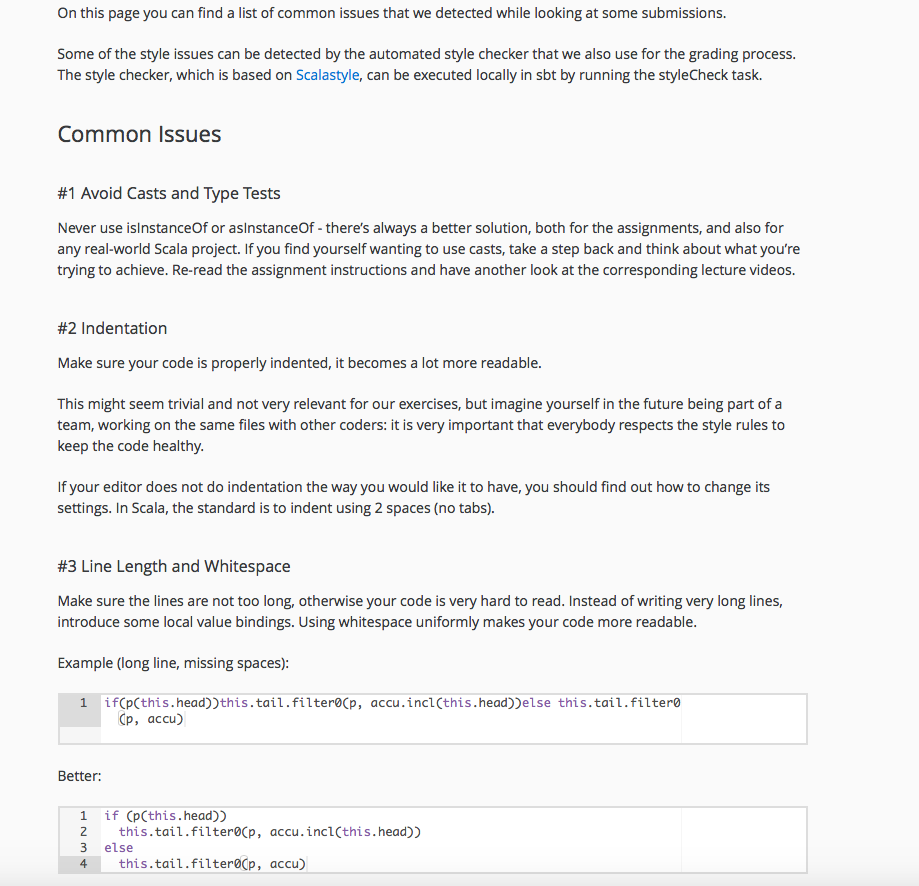 On this page you can find a list of common issues that we detected while looking at some submissions.
Some of the style issues can be detected by the automated style checker that we also use for the grading process.
The style checker, which is based on Scalastyle, can be executed locally in sbt by running the styleCheck task.
Common Issues
#1 Avoid Casts and Type Tests
Never use isInstanceOf or asInstanceOf - there's always a better solution, both for the assignments, and also for
any real-world Scala project. If you find yourself wanting to use casts, take a step back and think about what you're
trying to achieve. Re-read the assignment instructions and have another look at the corresponding lecture videos.
#2 Indentation
Make sure your code is properly indented, it becomes a lot more readable.
This might seem trivial and not very relevant for our exercises, but imagine yourself in the future being part of a
team, working on the same files with other coders: it is very important that everybody respects the style rules to
keep the code healthy.
If your editor does not do indentation the way you would like it to have, you should find out how to change its
settings. In Scala, the standard is to indent using 2 spaces (no tabs).
#3 Line Length and Whitespace
Make sure the lines are not too long, otherwise your code is very hard to read. Instead of writing very long lines,
introduce some local value bindings. Using whitespace uniformly makes your code more readable.
Example (long line, missing spaces):
1 if(p(this.head))this.tail.filter0(p, accu.incl(this.head))else this.tail.filter0
(p, accu)
Better:
1 if (p(this.head))
2 this.tail.filter0(p, accu.incl(this.head))
3 else
4 this.tail.filter0(p, accu)